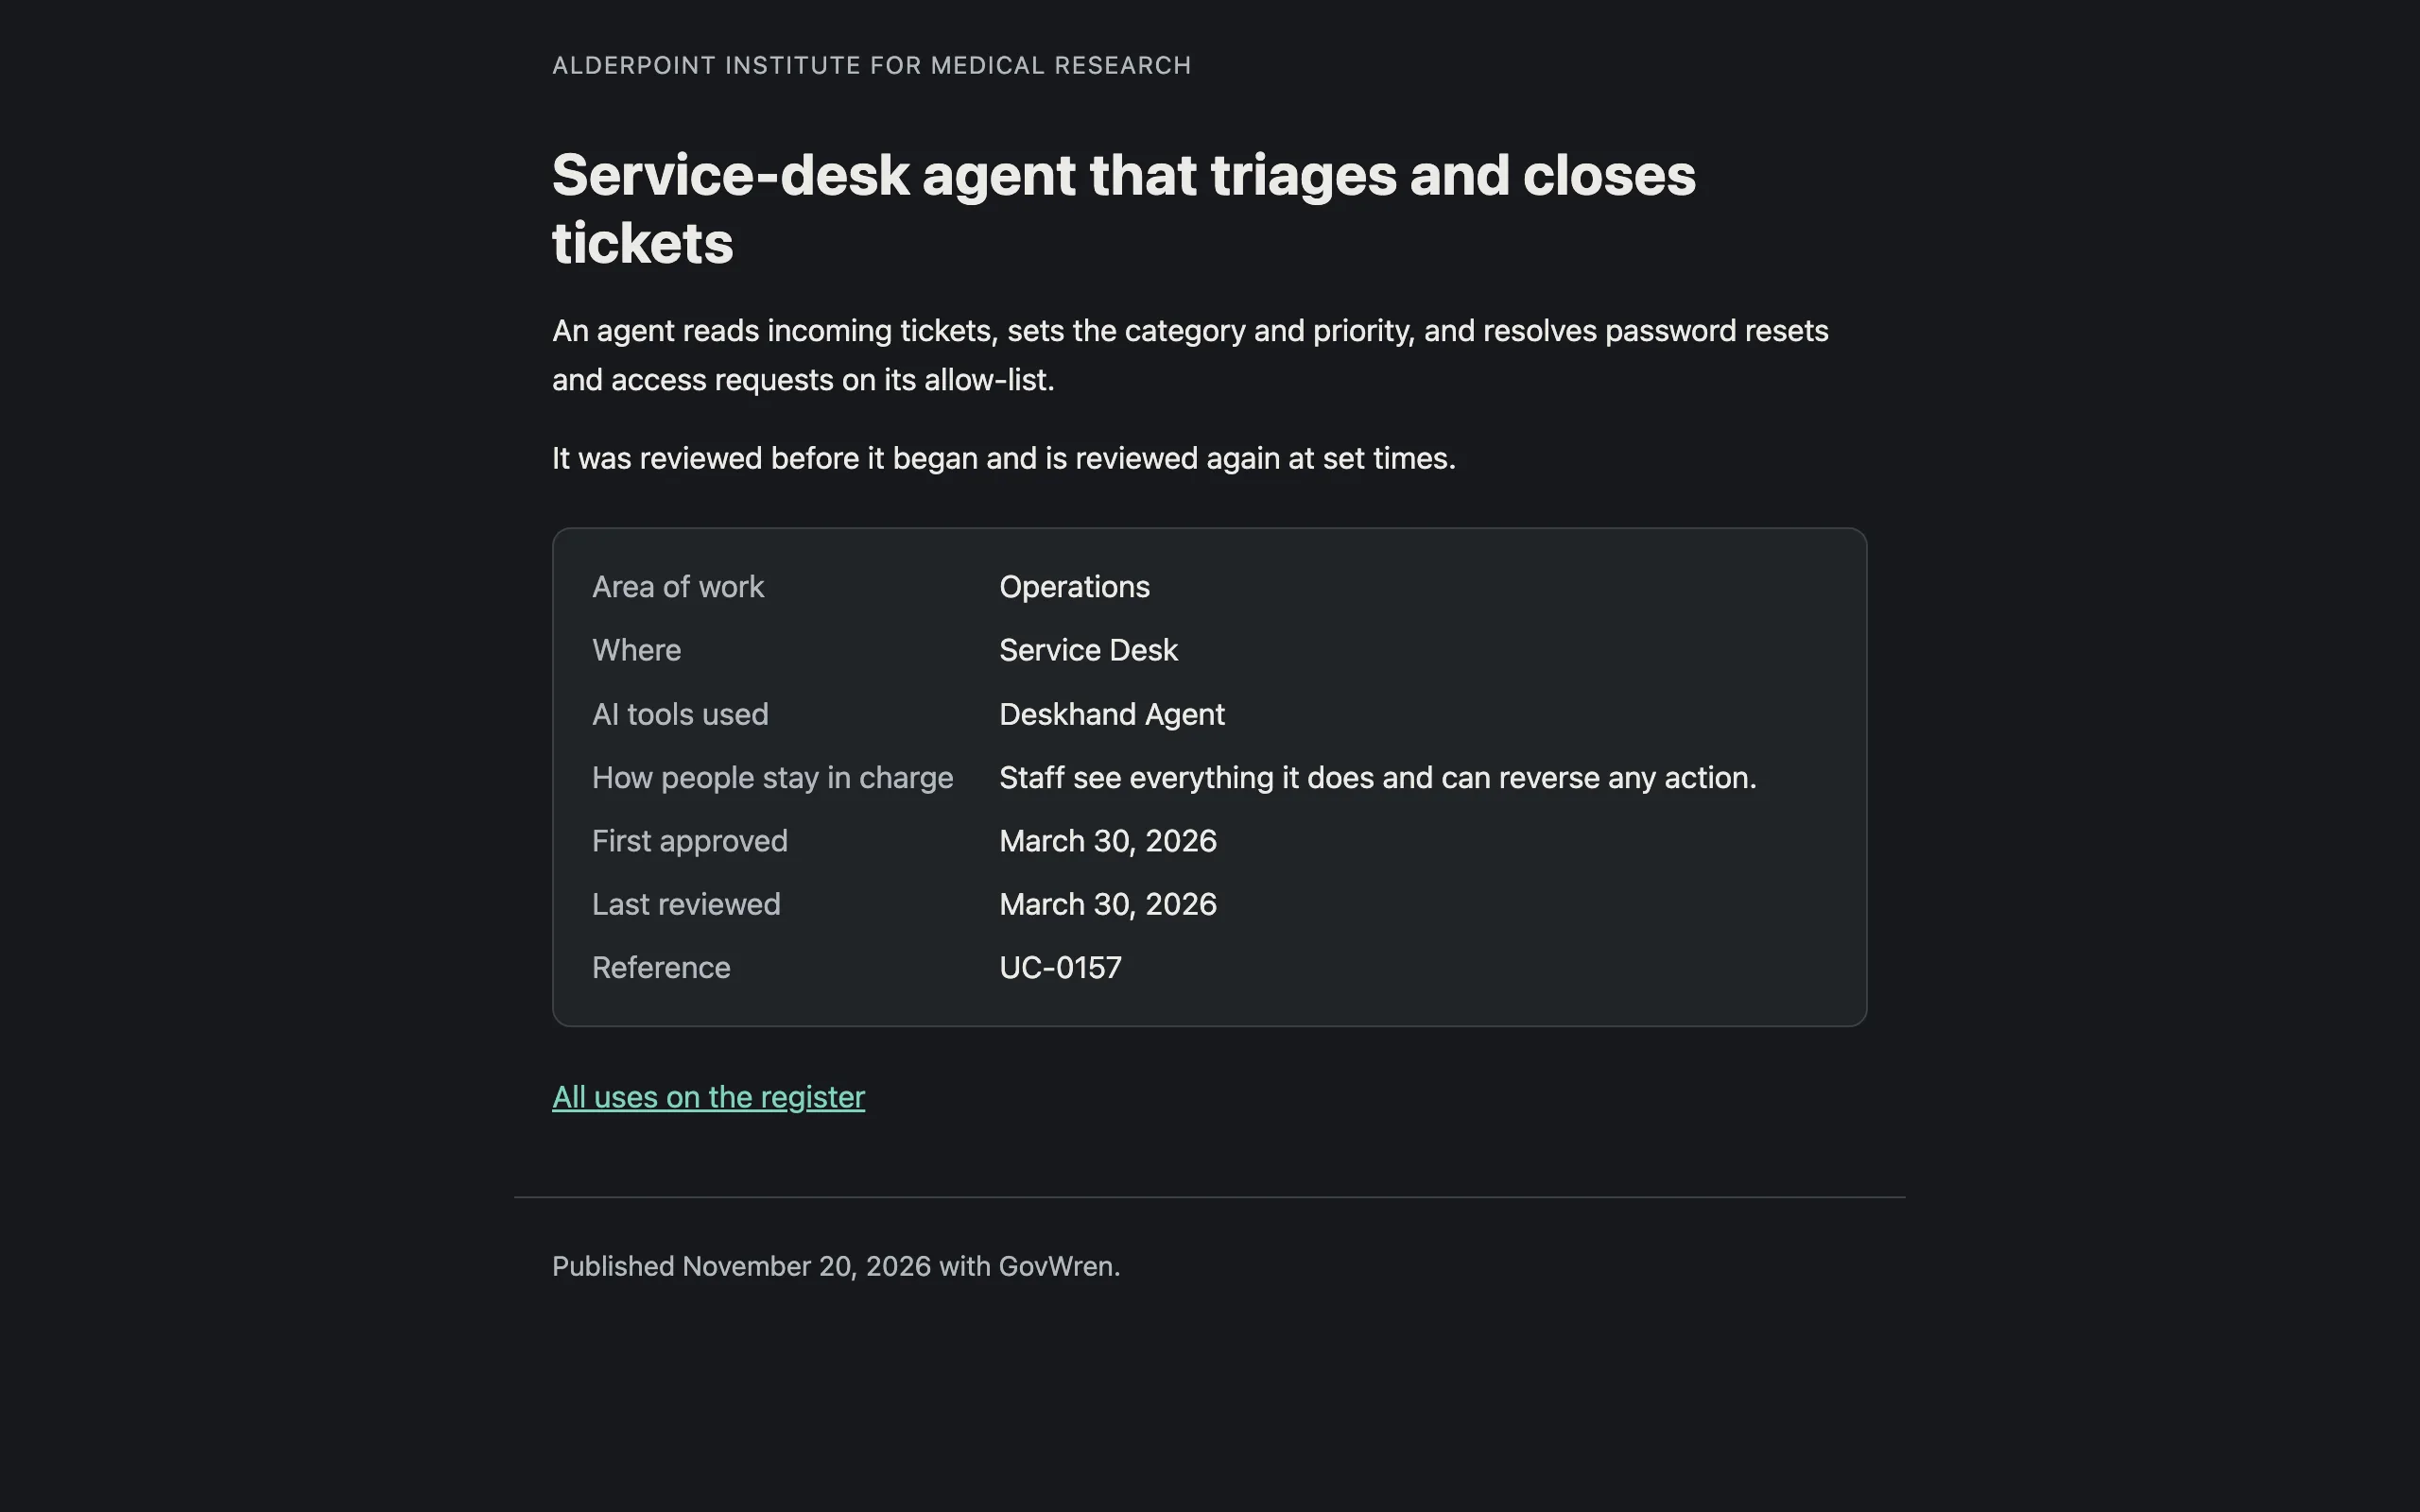 ALDERPOINT INSTITUTE FOR MEDICAL RESEARCH
Service-desk agent that triages and closes
tickets
An agent reads incoming tickets, sets the category and priority, and resolves password resets
and access requests on its allow-list.
It was reviewed before it began and is reviewed again at set times.
Area of work Operations
Where Service Desk
AI tools used Deskhand Agent
How people stay in charge Staff see everything it does and can reverse any action.
First approved March 30, 2026
Last reviewed March 30, 2026
Reference UC-0157
All uses on the register
Published November 20, 2026 with GovWren.